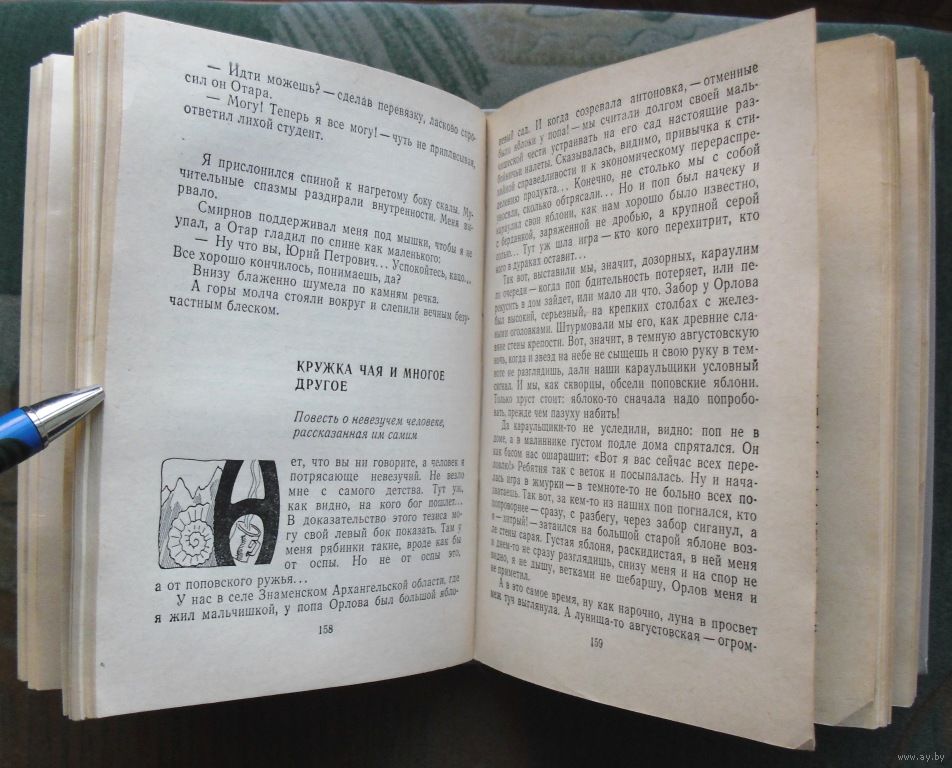 — Идти можешь? — сделав перевязку, ласково спро-
сил он Отара.
— Могу! Теперь я все могу! — чуть не приплясывая,
ответил лихой студент.
Я прислонился спиной к нагретому боку скалы. Му-
чительные спазмы раздирали внутренности. Меня вы-
рвало.
Смирнов поддерживал меня под мышки, чтобы я не
упал, а Отар гладил по спине как маленького:
— Ну что вы, Юрий Петрович... Успокойтесь, кацо...
Все хорошо кончилось, понимаешь, да?
Внизу блаженно шумела по камням речка.
А горы молча стояли вокруг и слепили вечным безу-
частным блеском.
КРУЖКА ЧАЯ И МНОГОЕ
ДРУГОЕ
Повесть о невезучем человеке,
рассказанная им самим
Нет, что вы ни говорите, а человек я
потрясающе невезучий. Не везло
мне с самого детства. Тут уж,
как видно, на кого бог пошлет...
В доказательство этого тезиса мо-
гу свой левый бок показать. Там у
меня рябинки такие, вроде как бы
от оспы. Но не от оспы это,
а от поповского ружья...
У нас в селе Знаменском Архангельской области, где
я жил мальчишкой, у попа Орлова был большой ябло-
158
невый сад. И когда созревала антоновка, — отменные
были яблоки у попа! — мы считали долгом своей маль-
чишеской чести устраивать на его сад настоящие раз-
бойничьи налеты. Сказывалась, видимо, привычка к сти-
хийной справедливости и к экономическому перераспре-
делению продукта... Конечно, не столько мы с собой
уносили, сколько обтрясали... Но и поп был начеку и
караулил свои яблони, как нам хорошо было известно,
с берданкой, заряженной не дробью, а крупной серой
солью... Тут уж шла игра — кто кого перехитрит, кто
кого в дураках оставит...
Так вот, выставили мы, значит, дозорных, караулим
по очереди — когда поп бдительность потеряет, или пе-
рекусить в дом зайдет, или мало ли что. Забор у Орлова
был высокий, серьезный, на крепких столбах с желез-
ными оголовками. Штурмовали мы его, как древние сла-
вяне стены крепости. Вот, значит, в темную августовскую
ночь, когда и звезд на небе не сыщешь и свою руку в тем-
ноте не разглядишь, дали наши караульщики условный
сигнал. И мы, как скворцы, обсели поповские яблони.
Только хруст стоит: яблоко-то сначала надо попробо-
вать, прежде чем пазуху набить!
Да караульщики-то не уследили, видно: поп не в
доме, а в малиннике густом подле дома спрятался. Он
как басом нас ошарашит: «Вот я вас сейчас всех пере-
ловлю!» Ребятня так с веток и посыпалась. Ну и нача-
лась игра в жмурки — в темноте-то не больно всех по-
хватаешь. Так вот, за кем-то из наших поп погнался, кто
попроворнее — сразу, с разбегу, через забор сиганул, а
я — хитрый! — затаился на большой старой яблоне воз-
ле стены сарая. Густая яблоня, раскидистая, в ней меня
и днем-то не сразу разглядишь, снизу меня и на спор не
видно, я не дышу, ветками не шебаршу, Орлов меня и
не приметил.
А в это самое время, ну как нарочно, луна в просвет
меж туч выглянула. А лунища-то августовская — огром-
159
www.ay.by